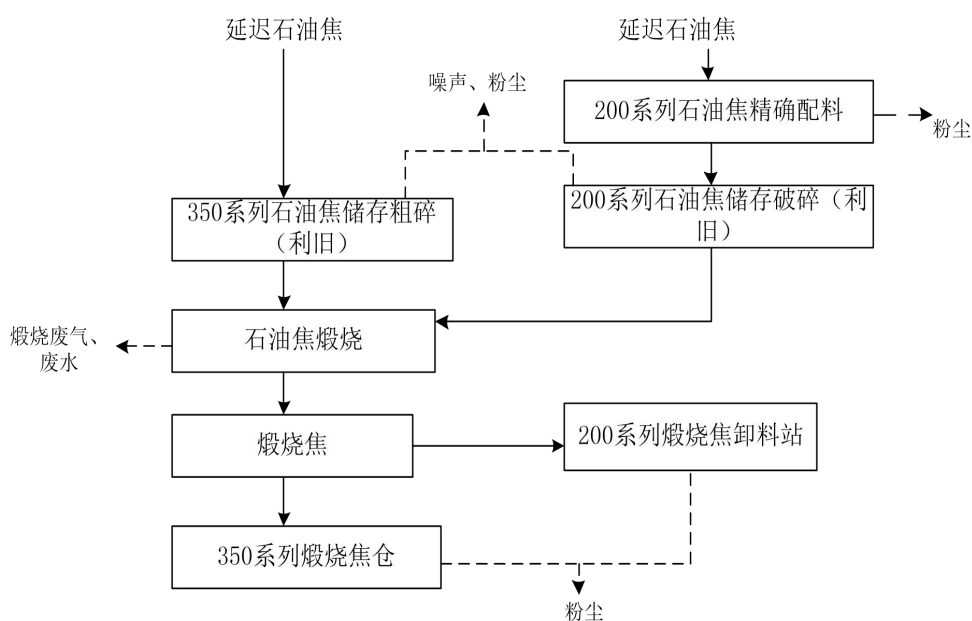 延迟石油焦
延迟石油焦
噪声、粉尘
200系列石油焦精确配料
粉尘
350系列石油焦储存粗碎
（利旧）
200系列石油焦储存破碎（利
旧）
煅烧废气、
废水
石油焦煅烧
煅烧焦
200系列煅烧焦卸料站
350系列煅烧焦仓
粉尘